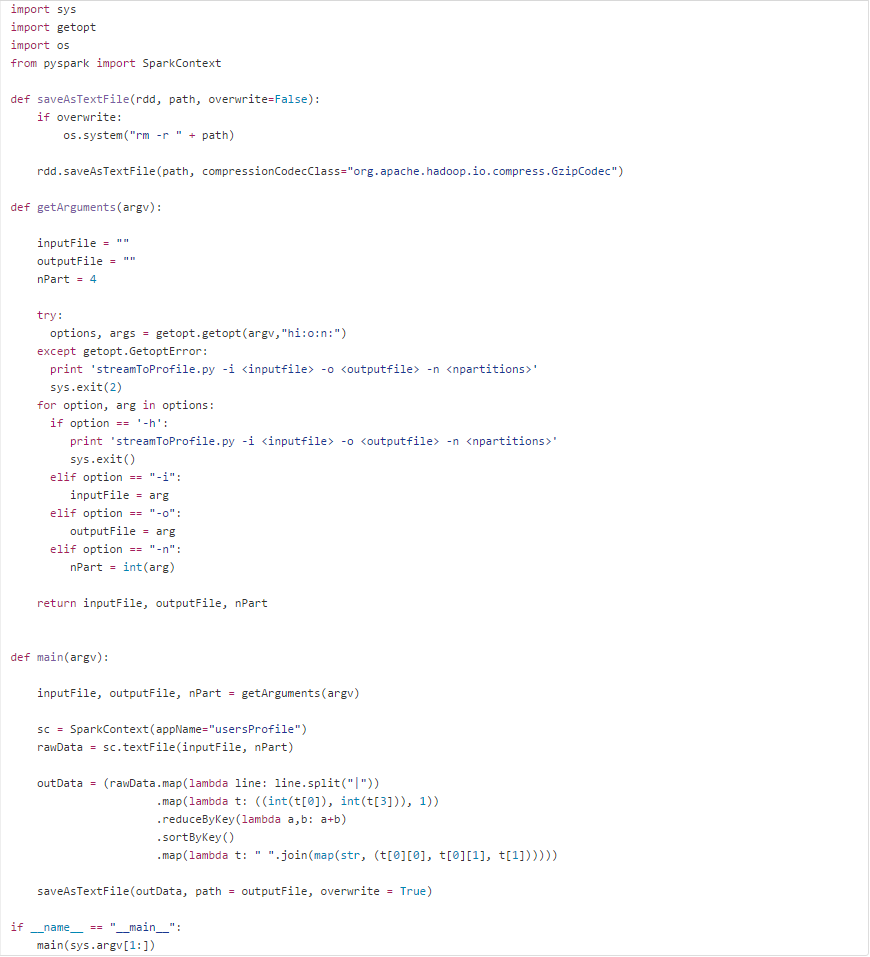 import sys
import getopt
import os
from pyspark import SparkContext

def saveAsTextFile(rdd, path, overwrite=False):
    if overwrite:
        os.system("rm -r " + path)

    rdd.saveAsTextFile(path, compressionCodecClass="org.apache.hadoop.io.compress.GzipCodec")

def getArguments(argv):

    inputFile = ""
    outputFile = ""
    nPart = 4

    try:
      options, args = getopt.getopt(argv,"hi:o:n:")
    except getopt.GetoptError:
      print 'streamToProfile.py -i <inputfile> -o <outputfile> -n <npartitions>'
      sys.exit(2)
    for option, arg in options:
      if option == '-h':
         print 'streamToProfile.py -i <inputfile> -o <outputfile> -n <npartitions>'
         sys.exit()
      elif option == "-i":
         inputFile = arg
      elif option == "-o":
         outputFile = arg
      elif option == "-n":
         nPart = int(arg)

    return inputFile, outputFile, nPart


def main(argv):

    inputFile, outputFile, nPart = getArguments(argv)

    sc = SparkContext(appName="usersProfile")
    rawData = sc.textFile(inputFile, nPart)

    outData = (rawData.map(lambda line: line.split("|"))
                      .map(lambda t: ((int(t[0]), int(t[3])), 1))
                      .reduceByKey(lambda a,b: a+b)
                      .sortByKey()
                      .map(lambda t: " ".join(map(str, (t[0][0], t[0][1], t[1])))))

    saveAsTextFile(outData, path = outputFile, overwrite = True)

if __name__ == "__main__":
    main(sys.argv[1:])